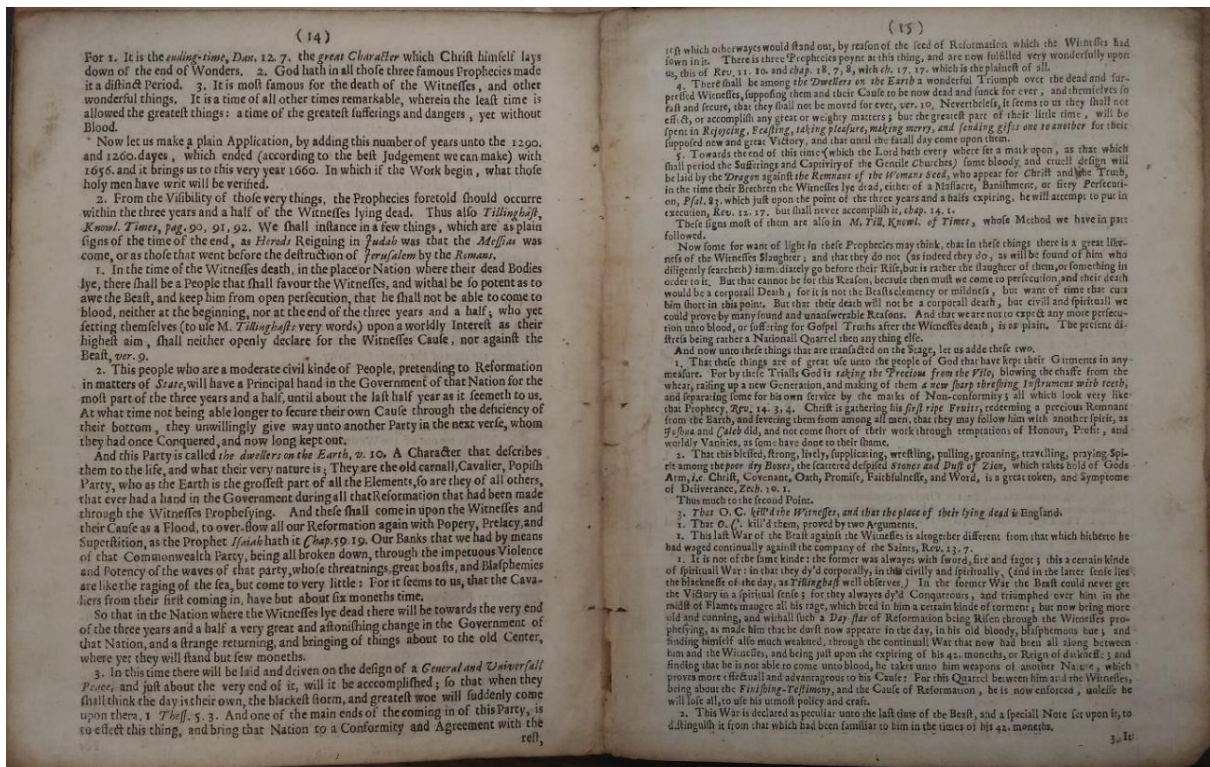 (14)
For 1. It is the ending-time, Dan. 12. 7. the great Character which Chriſt himſelf lays
down of the end of Wonders. 2. God hath in all thoſe three famous Prophecies made
it a diſtinct Period. 3. It is moſt famous for the death of the Witneſſes, and other
wonderful things. It is a time of all other times remarkable, wherein the leaſt time is
allowed the greateſt things: a time of the greateſt ſufferings and dangers, yet without
Blood.
Now let us make a plain Application, by adding this number of years unto the 1290.
and 1260.dayes, which ended (according to the beſt Judgement we can make) with
1656. and it brings us to this very year 1660. In which if the Work begin, what thoſe
holy men have writ will be verified.
2. From the Viſibility of thoſe very things, the Prophecies foretold ſhould occurre
within the three years and a half of the Witneſſes lying dead. Thus alſo Tillinghaſt,
Knowl. Times, pag. 90, 91, 92. We ſhall inſtance in a few things, which are as plain
ſigns of the time of the end, as Herods Reigning in Judah was that the Meſſias was
come, or as thoſe that went before the deſtruction of Jeruſalem by the Romans.
1. In the time of the Witneſſes death, in the place or Nation where their dead Bodies
lye, there ſhall be a People that ſhall favour the Witneſſes, and withal be ſo potent as to
awe the Beaſt, and keep him from open perſecution, that he ſhall not be able to come to
blood, neither at the beginning, nor at the end of the three years and a half; who yet
ſetting themſelves (to uſe M. Tillinghaſts very words) upon a worldly Intereſt as their
higheſt aim, ſhall neither openly declare for the Witneſſes Cauſe, nor againſt the
Beaſt, ver. 9.
2. This people who are a moderate civil kinde of People, pretending to Reformation
in matters of State, will have a Principal hand in the Government of that Nation for the
moſt part of the three years and a half, until about the laſt half year as it ſeemeth to us.
At what time not being able longer to ſecure their own Cauſe through the deficiency of
their bottom, they unwillingly give way unto another Party in the next verſe, whom
they had once Conquered, and now long kept out.
And this Party is called the dwellers on the Earth, v. 10. A Character that deſcribes
them to the life, and what their very nature is; They are the old carnall, Cavalier, Popiſh
Party, who as the Earth is the groſſeſt part of all the Elements, ſo are they of all others,
that ever had a hand in the Government during all that Reformation that had been made
through the Witneſſes Propheſying. And theſe ſhall come in upon the Witneſſes and
their Cauſe as a Flood, to over-flow all our Reformation again with Popery, Prelacy, and
Superſtition, as the Prophet Iſaiah hath it Chap. 59. 19. Our Banks that we had by means
of that Commonwealth Party, being all broken down, through the impetuous Violence
and Potency of the waves of that party, whoſe threatnings, great boaſts, and Blaſphemies
are like the raging of the ſea, but come to very little: For it ſeems to us, that the Cava-
liers from their firſt coming in, have but about ſix moneths time.
So that in the Nation where the Witneſſes lye dead there will be towards the very end
of the three years and a half a very great and aſtoniſhing change in the Government of
that Nation, and a ſtrange returning, and bringing of things about to the old Center,
where yet they will ſtand but few moneths.
3. In this time there will be laid and driven on the deſign of a General and Univerſall
Peace, and juſt about the very end of it, will it be acccompliſhed; ſo that when they
ſhall think the day is their own, the blackeſt ſtorm, and greateſt woe will ſuddenly come
upon them. 1 Theſſ. 5. 3. And one of the main ends of the coming in of this Party, is
to effect this thing, and bring that Nation to a Conformity and Agreement with the
reſt,
(15)
reſt which otherwayes would ſtand out, by reaſon of the ſeed of Reformation which the Witneſſes had
ſown in it. There is three Prophecies poynt at this thing, and are now fulfilled very wonderfully upon
us, this of Rev. 11. 10. and chap. 18. 7, 8, with ch. 17. 17. which is the plaineſt of all.
4. There ſhall be among the Dwellers on the Earth a wonderful Triumph over the dead and ſur-
preſſed Witneſſes, ſuppoſing them and their Cauſe to be now dead and ſunck for ever, and themſelves ſo
faſt and ſecure, that they ſhall not be moved for ever, ver. 10, Nevertheleſs, it ſeems to us they ſhall not
effect, or accompliſh any great or weighty matters; but the greateſt part of their little time, will be
ſpent in Rejoycing, Feaſting, taking pleaſure, making merry, and ſending gifts one to another for their
ſuppoſed new and great Victory, and that until the fatall day come upon them.
5. Towards the end of this time (which the Lord hath every where ſet a mark upon, as that which
ſhall period the Sufferings and Captivity of the Gentile Churches) ſome bloody and cruell deſign will
be laid by the Dragon againſt the Remnant of the Womans Seed, who appear for Chriſt and the Truth,
in the time their Brethren the Witneſſes lye dead, either of a Maſſacre, Baniſhment, or fiery Perſecuti-
on, Pſal. 83. which juſt upon the point of the three years and a halfs expiring, he will attempt to put in
execution, Rev. 12. 17. but ſhall never accompliſh it, chap. 14. 1.
Theſe ſigns moſt of them are alſo in M. Till. Knowl. of Times, whoſe Method we have in part
followed.
Now ſome for want of light in theſe Prophecies may think, that in theſe things there is a great like-
neſs of the Witneſſes Slaughter; and that they do not (as indeed they do, as will be found of him who
diligently ſearcheth) immediately go before their Riſe, but is rather the ſlaughter of them, or ſomething in
order to it. But that cannot be for this Reaſon, becauſe then muſt we come to perſecution, and their death
would be a corporall Death, for it is not the Beaſts clemency or mildneſs, but want of time that cuts
him ſhort in this point. But that their death will not be a corporall death, but civill and ſpirituall we
could prove by many ſound and unanſwerable Reaſons. And that we are not to expect any more perſecu-
tion unto blood, or ſuffering for Goſpel Truths after the Witneſſes death, is as plain. The preſent di-
ſtreſs being rather a Nationall Quarrel then any thing elſe.
And now unto theſe things that are tranſacted on the Stage, let us adde theſe two.
1. That theſe things are of great uſe unto the people of God that have kept their Garments in any
meaſure. For by theſe Trialls God is taking the Precious from the Vile, blowing the chaffe from the
wheat, raiſing up a new Generation, and making of them a new ſharp threſhing Inſtrument with teeth,
and ſeparating ſome for his own ſervice by the marks of Non-conformity; all which look very like
that Prophecy, Rev. 14. 3, 4. Chriſt is gathering his firſt ripe Fruits, redeeming a precious Remnant
from the Earth, and ſevering them from among all men, that they may follow him with another ſpirit, as
Joſhua and Caleb did, and not come ſhort of their work through temptations of Honour, Profit, and
worldly Vanities, as ſome have done to their ſhame.
2. That this bleſſed, ſtrong, lively, ſupplicating, wreſtling, pulling, groaning, travelling, praying Spi-
rit among the poor dry Bones, the ſcattered deſpiſed Stones and Duſt of Zion, which takes hold of Gods
Arm, i.e. Chriſt, Covenant, Oath, Promiſe, Faithfulneſſe, and Word, is a great token, and Symptome
of Deliverance, Zech. 10. 1.
Thus much to the ſecond Point.
3. That O. C. kill'd the Witneſſes, and that the place of their lying dead is England.
1. That O. C. kill'd them, proved by two Arguments.
1. This laſt War of the Beaſt againſt the Witneſſes is altogether different from that which hitherto he
had waged continually againſt the company of the Saints, Rev. 13. 7.
1. It is not of the ſame kinde: the former was alwayes with ſword, fire and fagot; this a certain kinde
of ſpirituall War: in that they dy'd corporally, in this civilly and ſpiritually, (and in the latter ſenſe lies
the blackneſſe of the day, as Tillinghaſt well obſerves.) In the former War the Beaſt could never get
the Victory in a ſpiritual ſenſe; for they alwayes dy'd Conquerours, and triumphed over him in the
midſt of Flames maugre all his rage, which bred in him a certain kinde of torment; but now being more
old and cunning, and withall ſuch a Day-ſtar of Reformation being Riſen through the Witneſſes pro-
pheſying, as made him that he durſt now appear in the day, in his old bloody, blaſphemous hue; and
finding himſelf alſo much weakned, through the continuall War that now had been all along between
him and the Witneſſes, and being juſt upon the expiring of his 42. moneths, or Reign of darkneſſe; and
finding that he is not able to come unto blood, he takes unto him weapons of another Nature, which
proves more effectuall and advantageous to his Cauſe: For this Quarrel between him and the Witneſſes,
being about the Finiſhing-Teſtimony, and the Cauſe of Reformation, he is now enforced, unleſſe he
will loſe all, to uſe his utmoſt policy and craft.
2. This War is declared as peculiar unto the laſt time of the Beaſt, and a ſpeciall Note ſet upon it, to
diſtinguiſh it from that which had been familiar to him in the times of his 42. moneths.
3. It